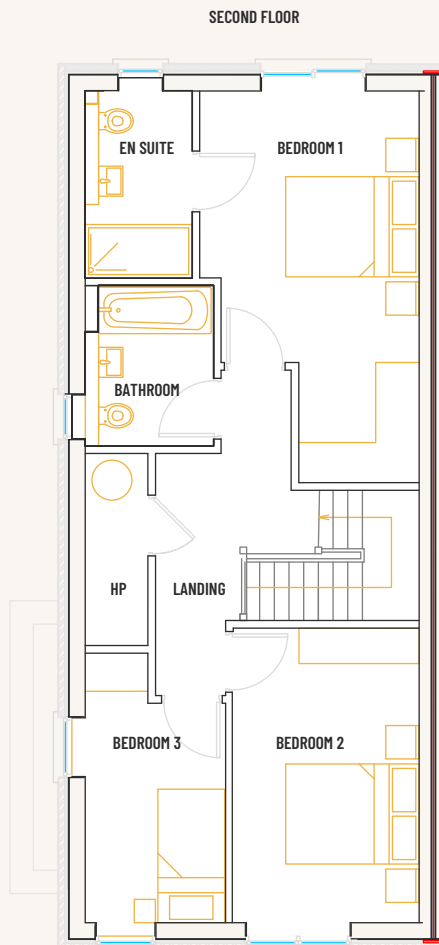 SECOND FLOOR
EN SUITE
BEDROOM 1
BATHROOM
HP
LANDING
BEDROOM 3
BEDROOM 2